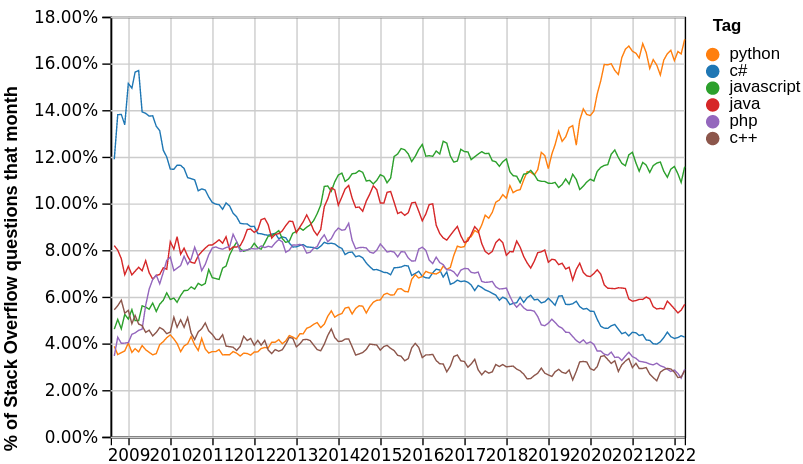 % of Stack Overflow questions that month
18.00%
16.00%
14.00%
12.00%
10.00%
8.00%
6.00%
4.00%
2.00%
0.00%
2009 2010 2011 2012 2013 2014 2015 2016 2017 2018 2019 2020 2021 2022
Tag
python
c#
javascript
java
php
c++